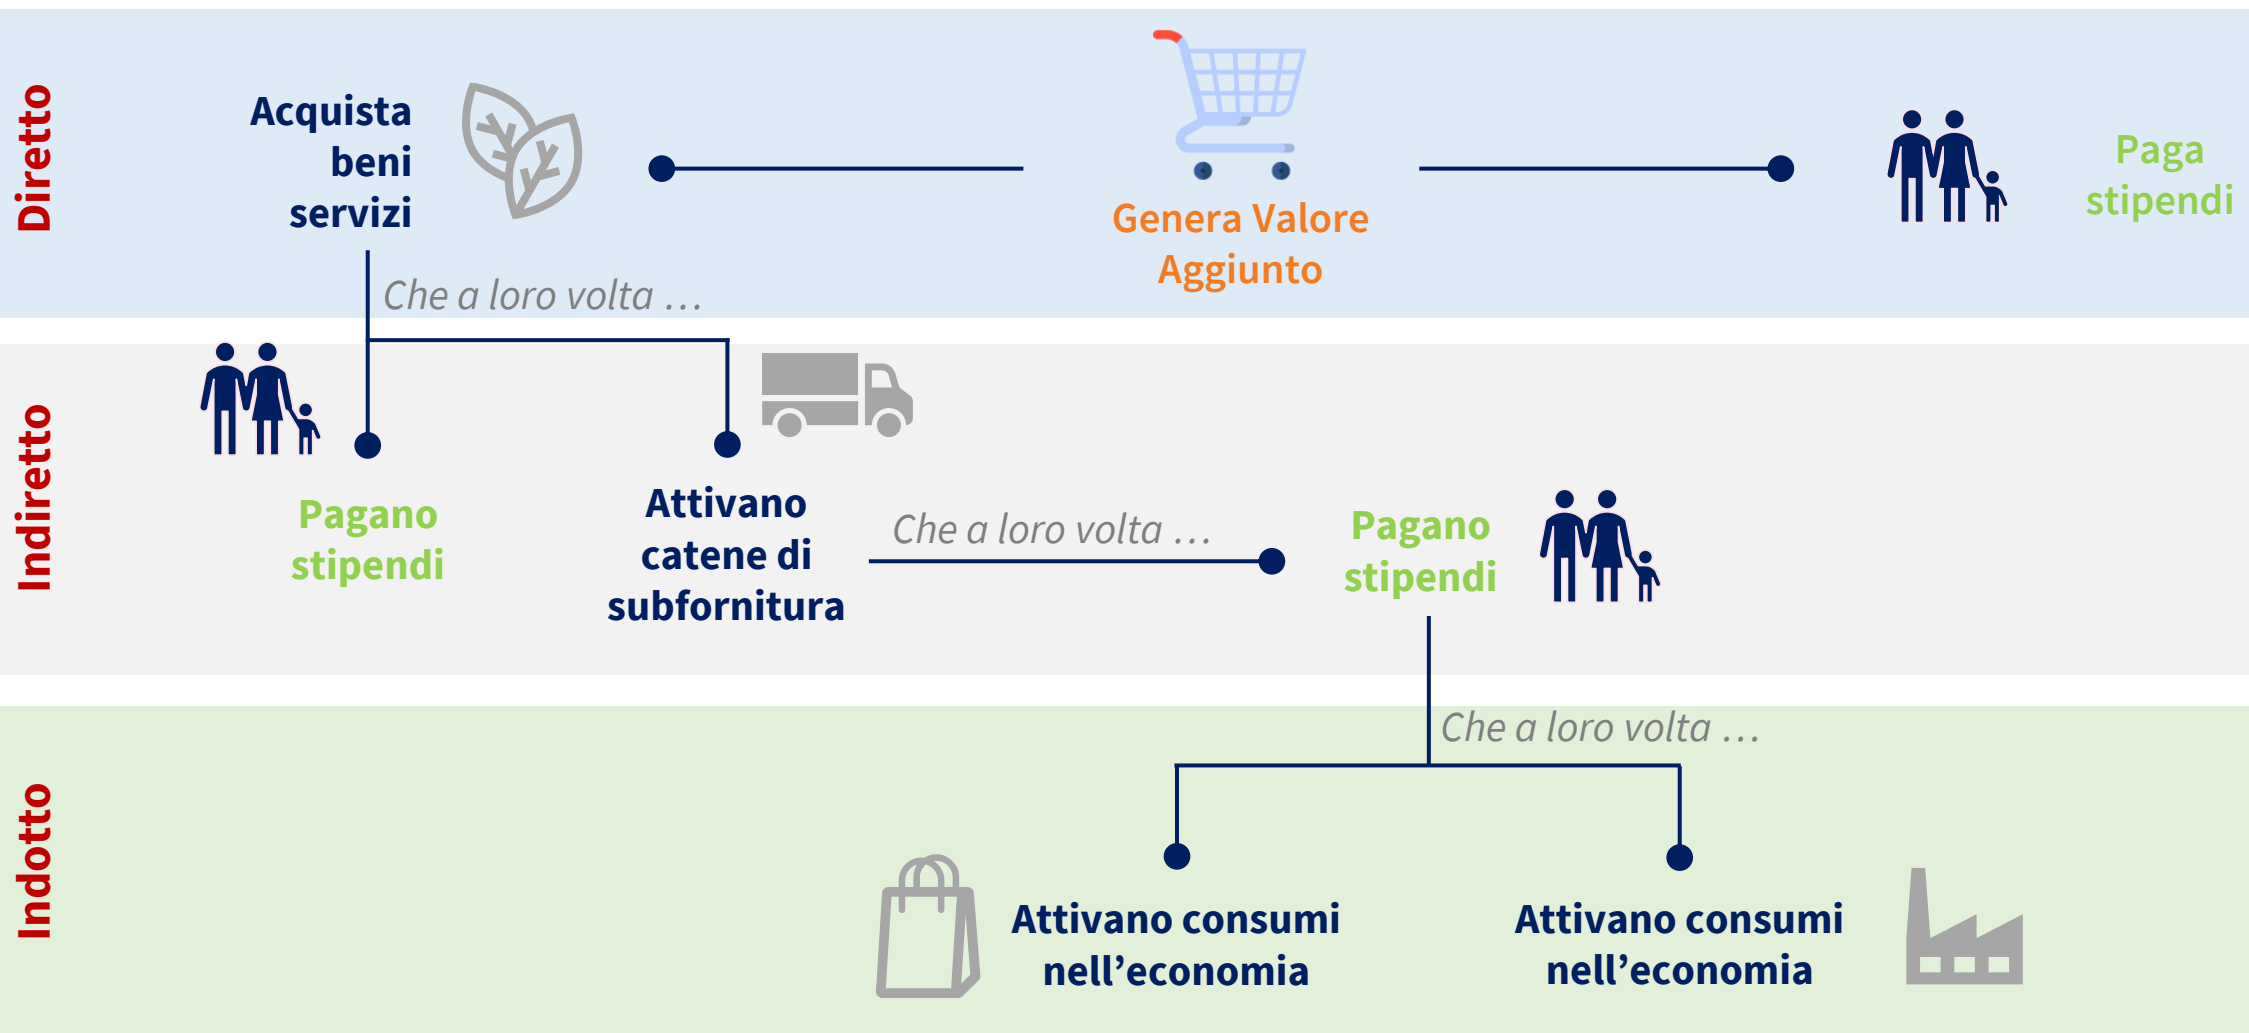 Diretto
Acquista
beni
servizi
Genera Valore
Aggiunto
Paga
stipendi
Che a loro volta …
Indiretto
Pagano
stipendi
Attivano
catene di
subfornitura
Che a loro volta …
Pagano
stipendi
Indotto
Che a loro volta …
Attivano consumi
nell’economia
Attivano consumi
nell’economia